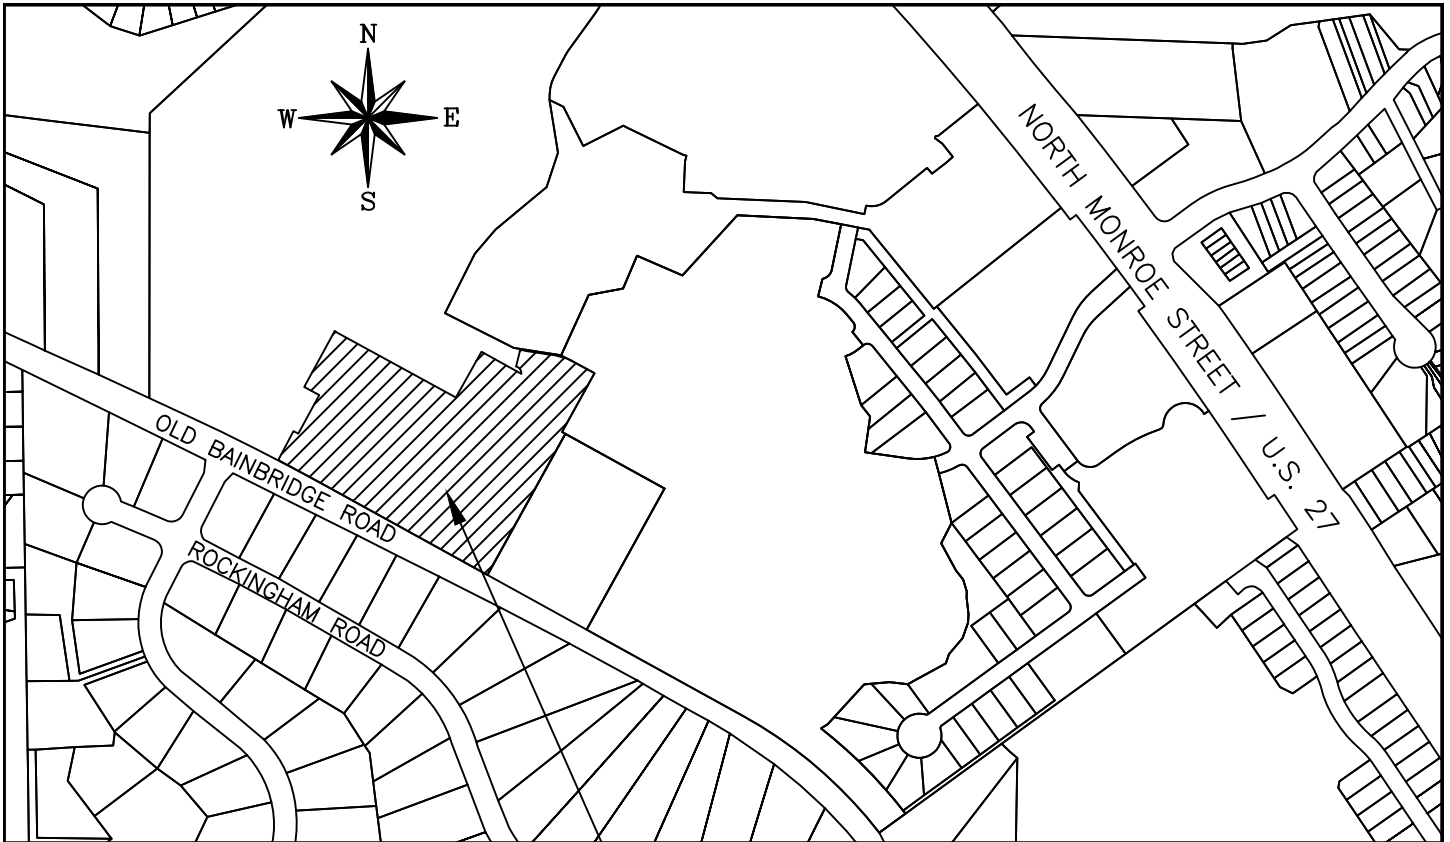 N
W E
S
NORTH MONROE STREET / U.S. 27
OLD BAINBRIDGE ROAD
ROCKINGHAM ROAD